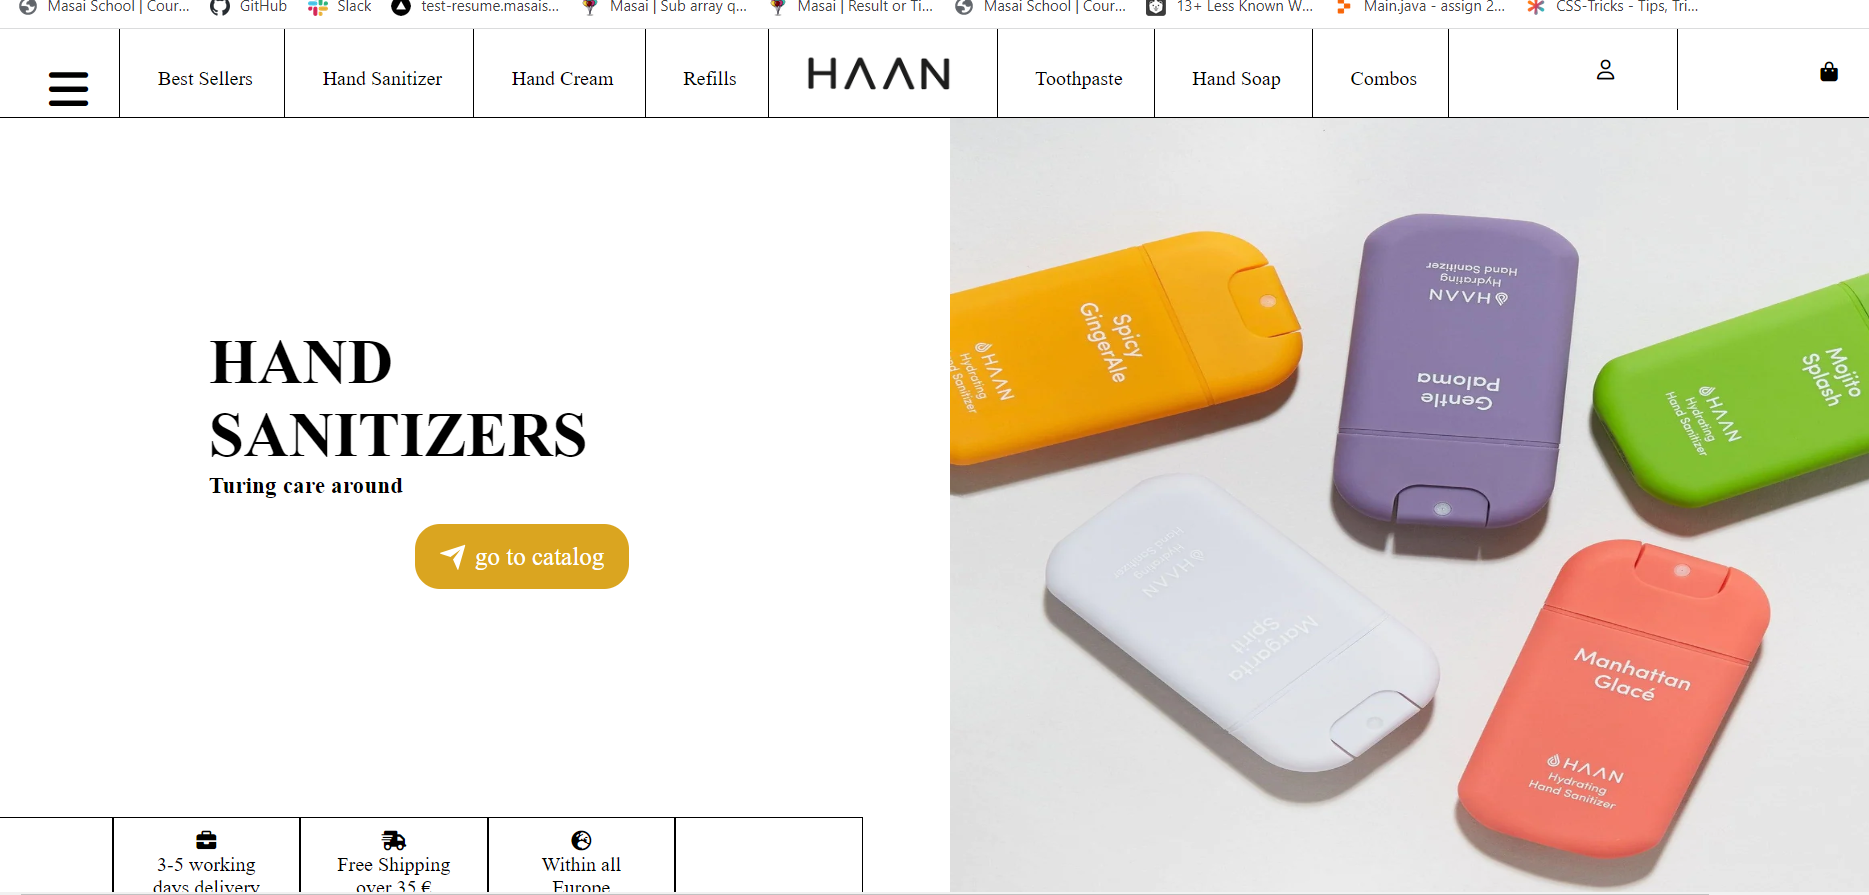 Masai School | Cour...
GitHub
Slack
test-resume.masais...
Masai | Sub array q...
Masai | Result or Ti...
Masai School | Cour...
13+ Less Known W...
Main.java - assign 2...
CSS-Tricks - Tips, Tri...
Best Sellers
Hand Sanitizer
Hand Cream
Refills
HAAN
Toothpaste
Hand Soap
Combos
HAND
SANITIZERS
Turing care around
go to catalog
3-5 working
days delivery
Free Shipping
over 35 €
Within all
Europe
Spicy
GingerAle
HAAN
Hydrating
Hand Sanitizer
Gentle
Paloma
HAAN
Hydrating
Hand Sanitizer
Mojito
Splash
HAAN
Hydrating
Hand Sanitizer
Margarita
Spirit
HAAN
Hydrating
Hand Sanitizer
Manhattan
Glacé
HAAN
Hydrating
Hand Sanitizer